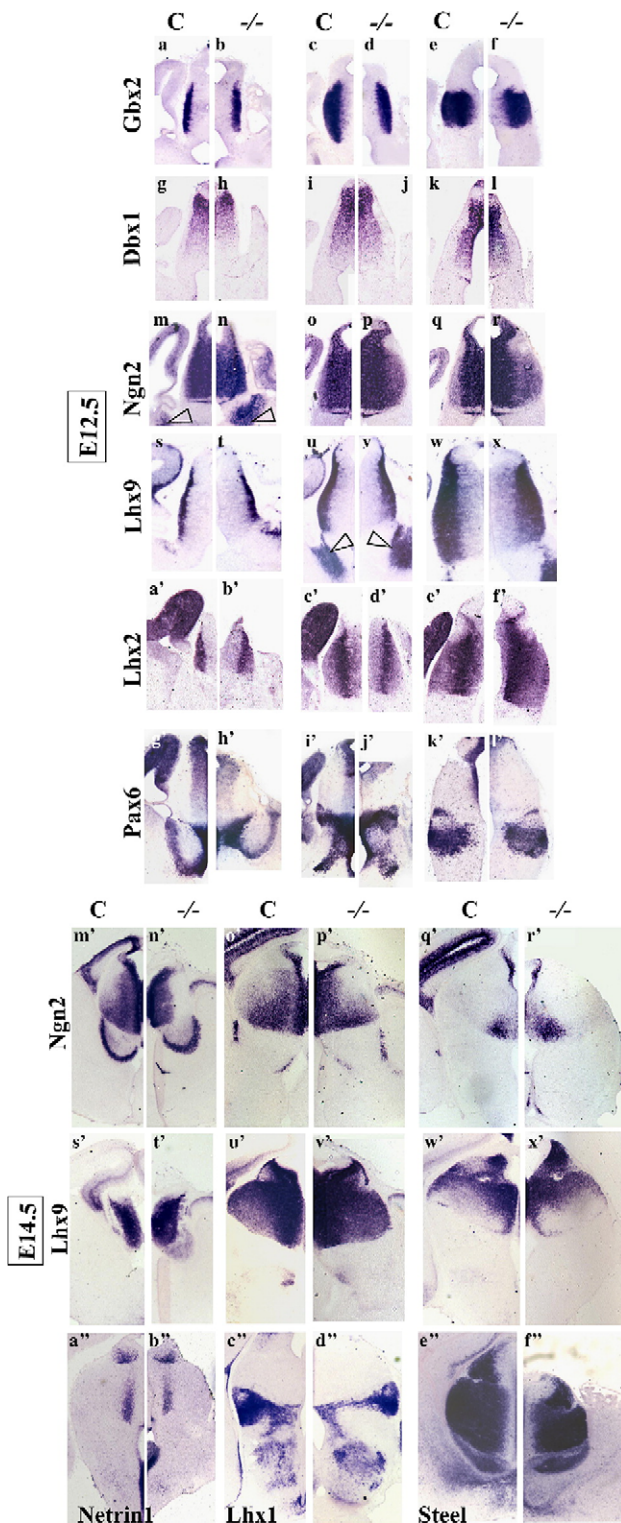 C -/- C -/- C -/-
a b c d e f
Gbx2
g h i j k l
Dbx1
m n o p q r
Ngn2
E12.5
s t u v w x
Lhx9
a' b' c' d' e' f'
Lhx2
g' h' i' j' k' l'
Pax6
C -/- C -/- C -/-
m' n' o' p' q' r'
Ngn2
s' t' u' v' w' x'
E14.5
Lhx9
a" b" c" d" e" f"
Netrin1 Lhx1 Steel